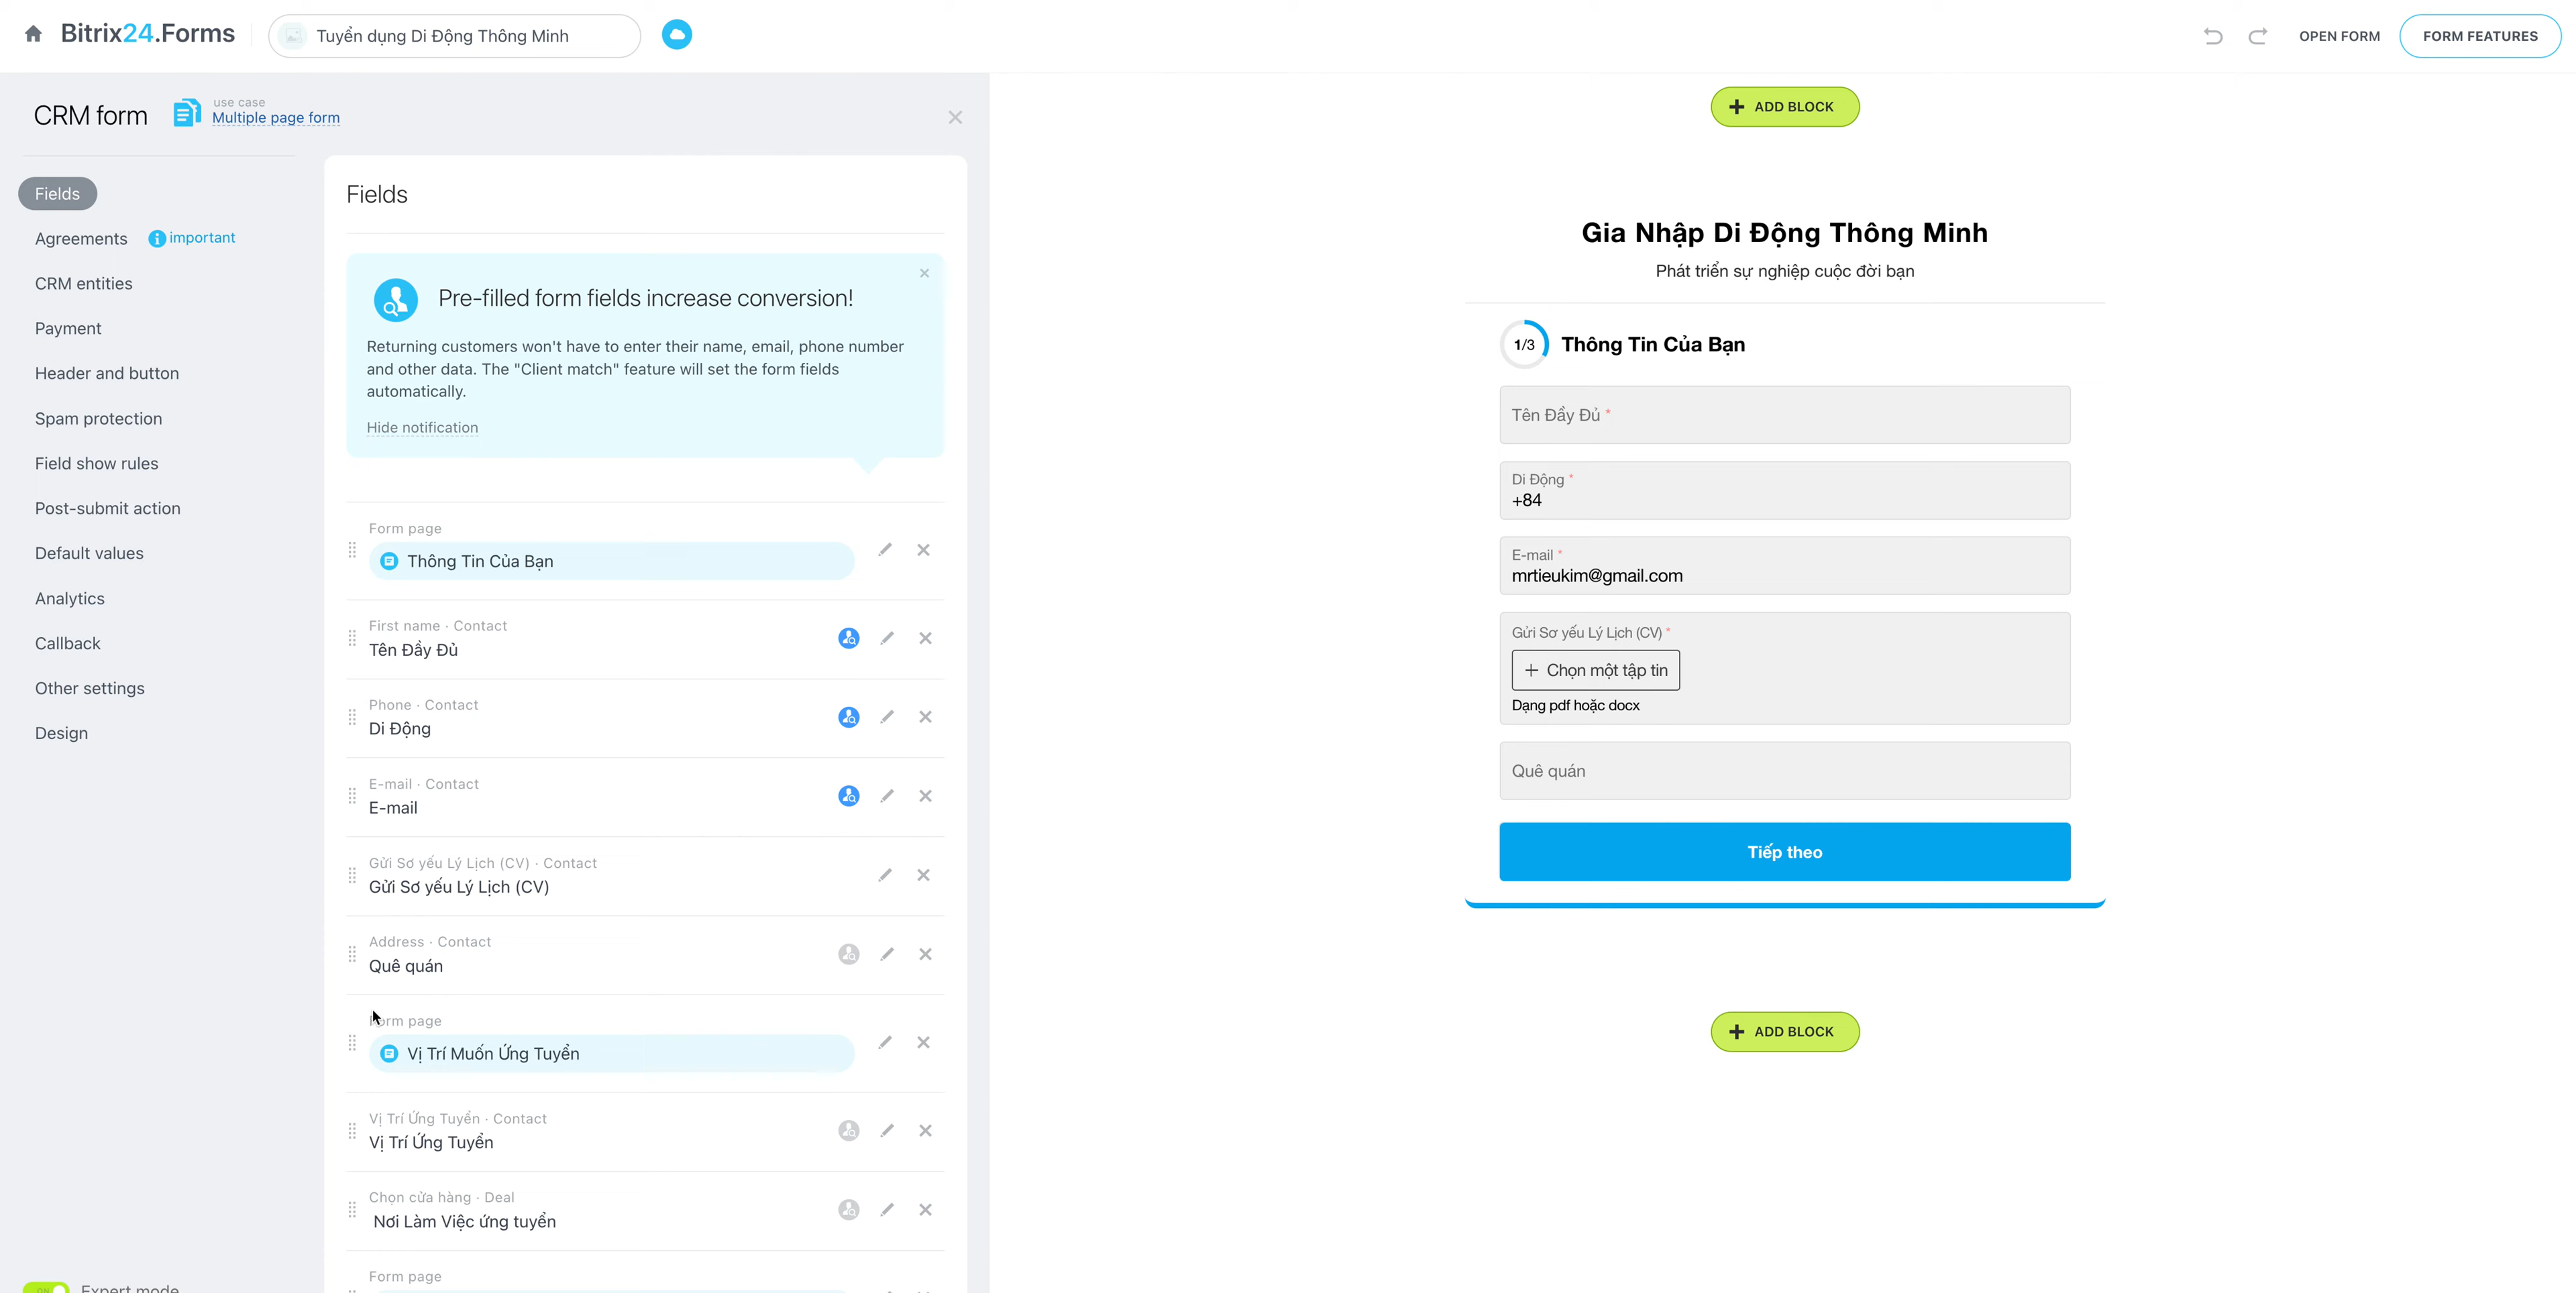 Bitrix24.Forms
Tuyển dụng Di Động Thông Minh
OPEN FORM
FORM FEATURES
CRM form
use case
Multiple page form
Fields
Agreements
important
CRM entities
Payment
Header and button
Spam protection
Field show rules
Post-submit action
Default values
Analytics
Callback
Other settings
Design
ON
Expert mode
Fields
Pre-filled form fields increase conversion!
Returning customers won't have to enter their name, email, phone number
and other data. The "Client match" feature will set the form fields
automatically.
Hide notification
Form page
Thông Tin Của Bạn
First name · Contact
Tên Đầy Đủ
Phone · Contact
Di Động
E-mail · Contact
E-mail
Gửi Sơ yếu Lý Lịch (CV) · Contact
Gửi Sơ yếu Lý Lịch (CV)
Address · Contact
Quê quán
Form page
Vị Trí Muốn Ứng Tuyển
Vị Trí Ứng Tuyển · Contact
Vị Trí Ứng Tuyển
Chọn cửa hàng · Deal
Nơi Làm Việc ứng tuyển
Form page
ADD BLOCK
Gia Nhập Di Động Thông Minh
Phát triển sự nghiệp cuộc đời bạn
1/3
Thông Tin Của Bạn
Tên Đầy Đủ *
Di Động *
+84
E-mail *
mrtieukim@gmail.com
Gửi Sơ yếu Lý Lịch (CV) *
+ Chọn một tập tin
Dạng pdf hoặc docx
Quê quán
Tiếp theo
ADD BLOCK